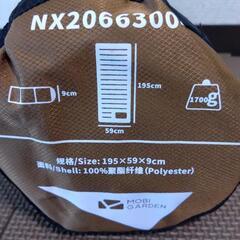 NX2066300
9cm
195cm
59cm
1700g
规格/Size: 195×59×9cm
面料/Shell: 100%聚酯纤维(Polyester)
MOBI
GARDEN